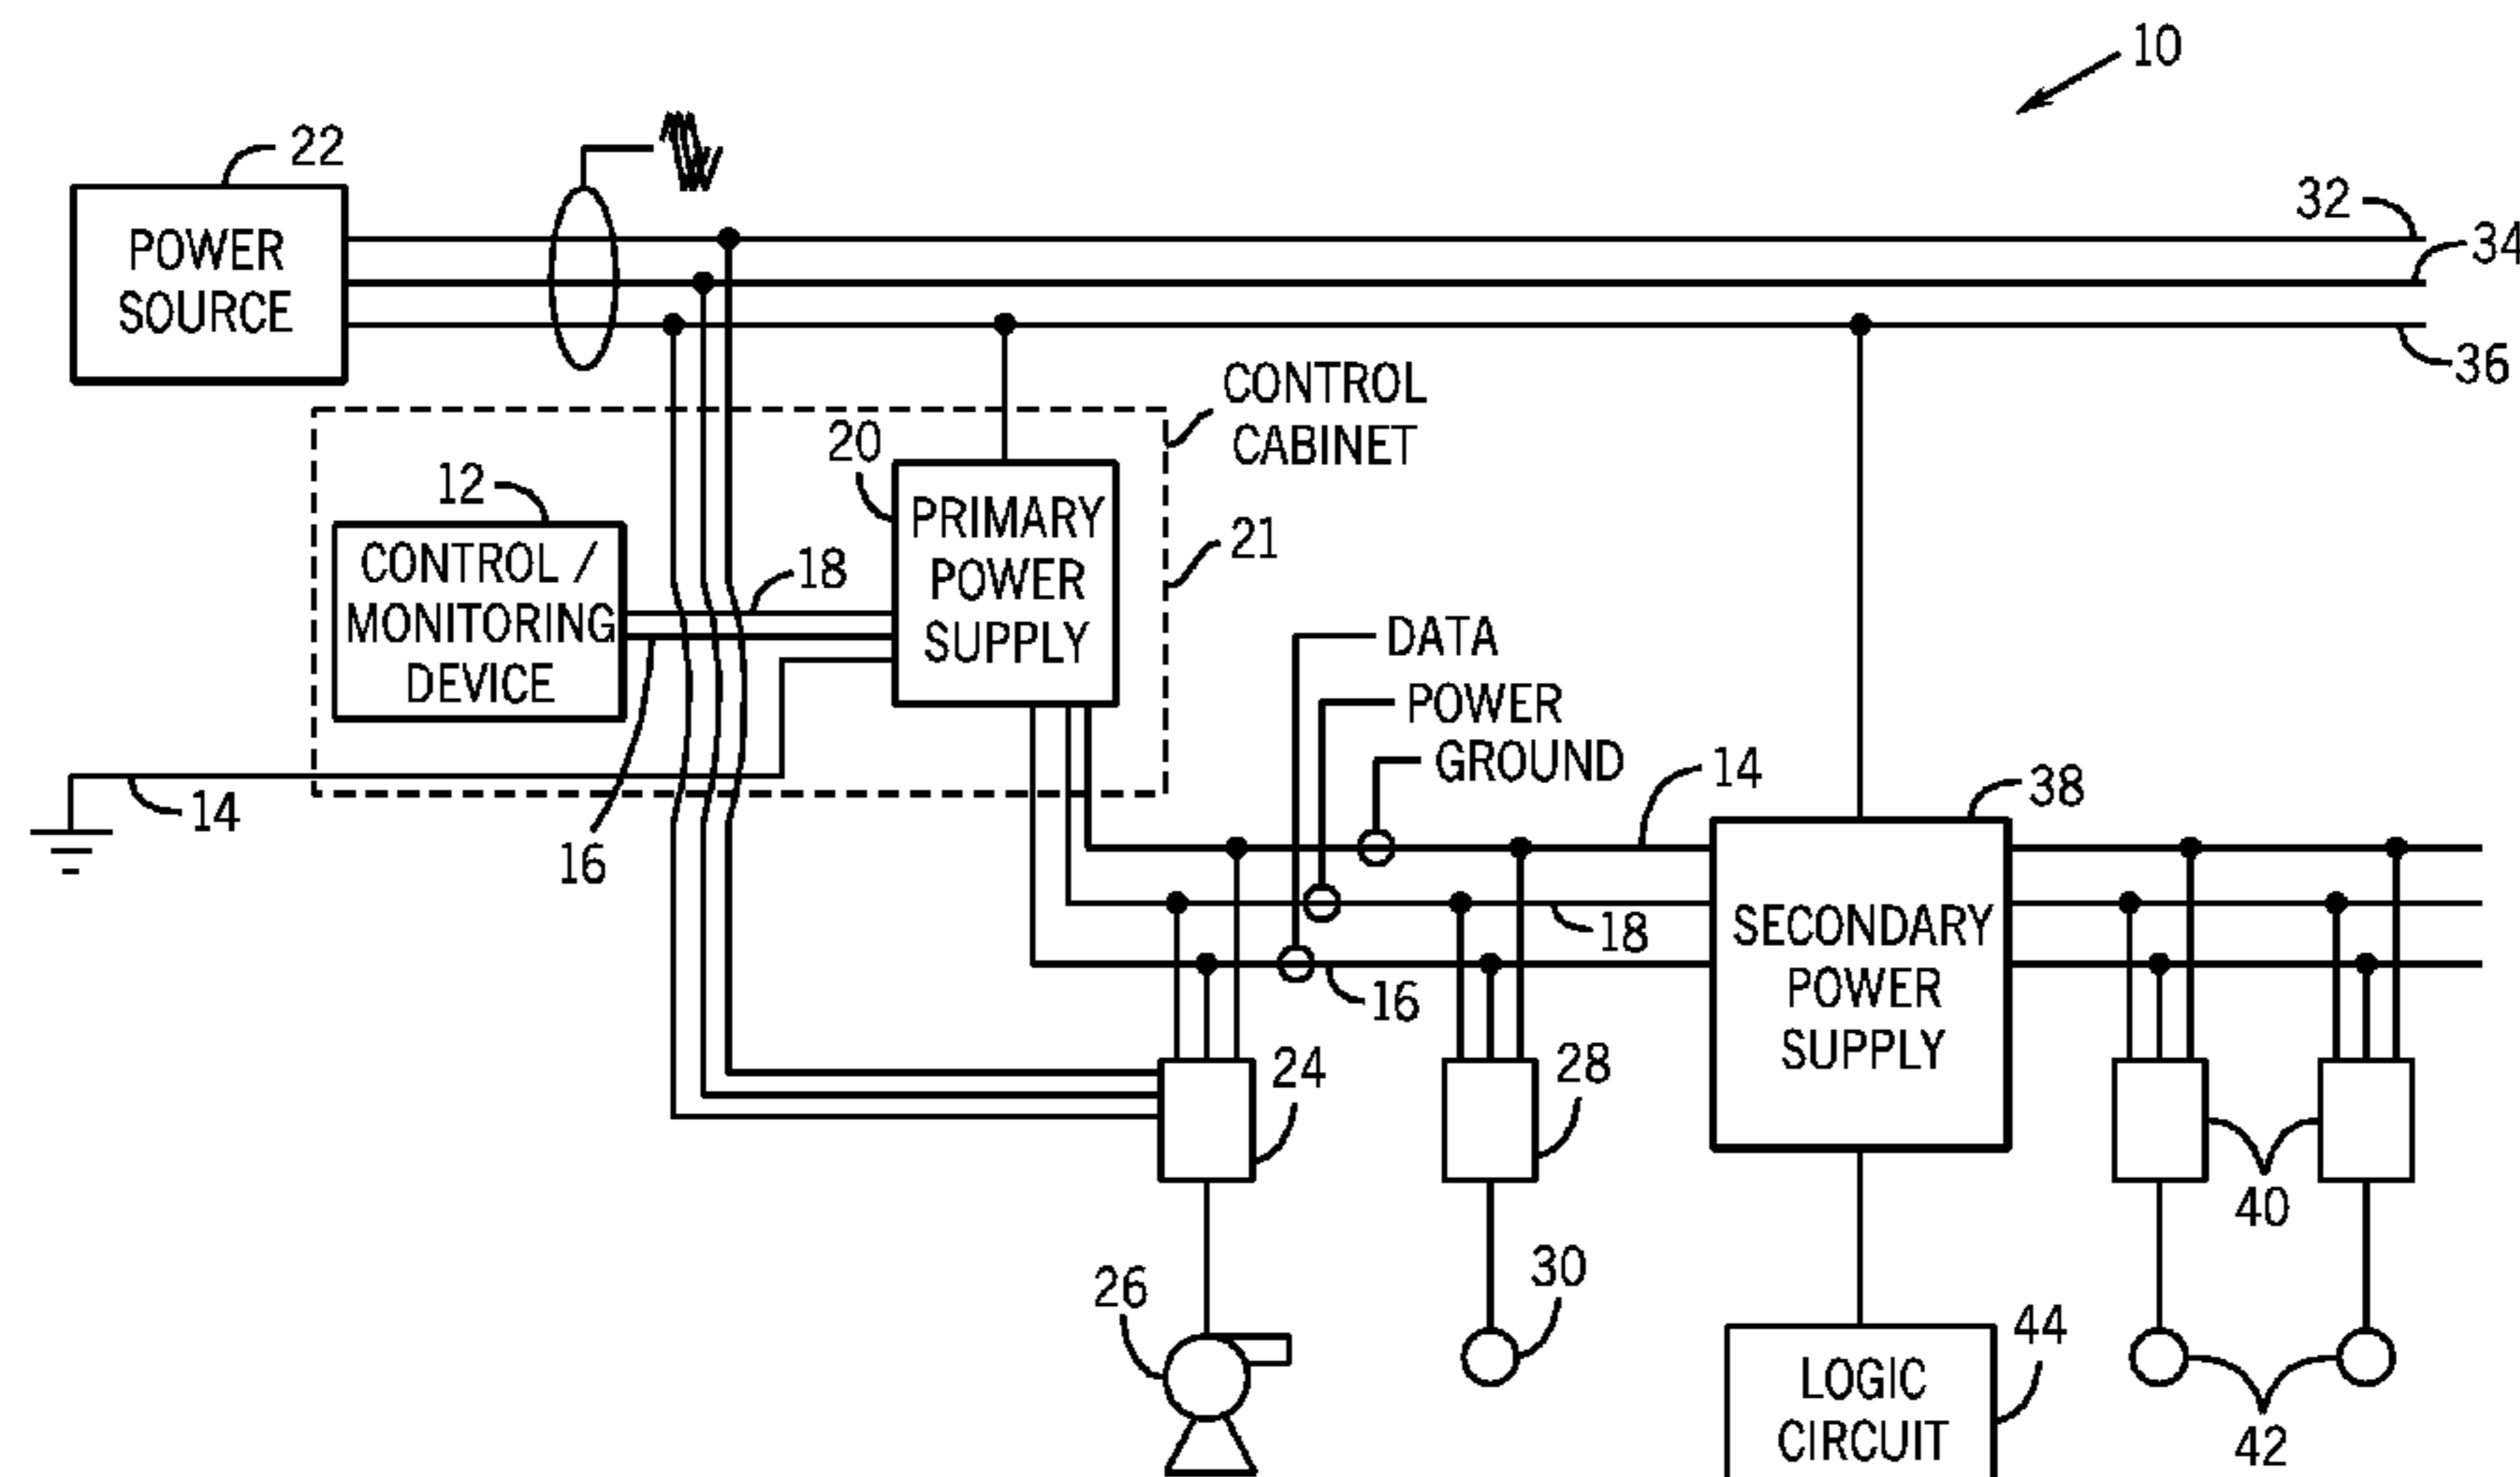 10
22
POWER
SOURCE
32
34
36
CONTROL
CABINET
20
12
PRIMARY
POWER
SUPPLY
21
CONTROL /
MONITORING
DEVICE
18
DATA
POWER
GROUND
14
38
14
16
18
SECONDARY
POWER
SUPPLY
16
24
28
40
26
30
44
LOGIC
CIRCUIT
42